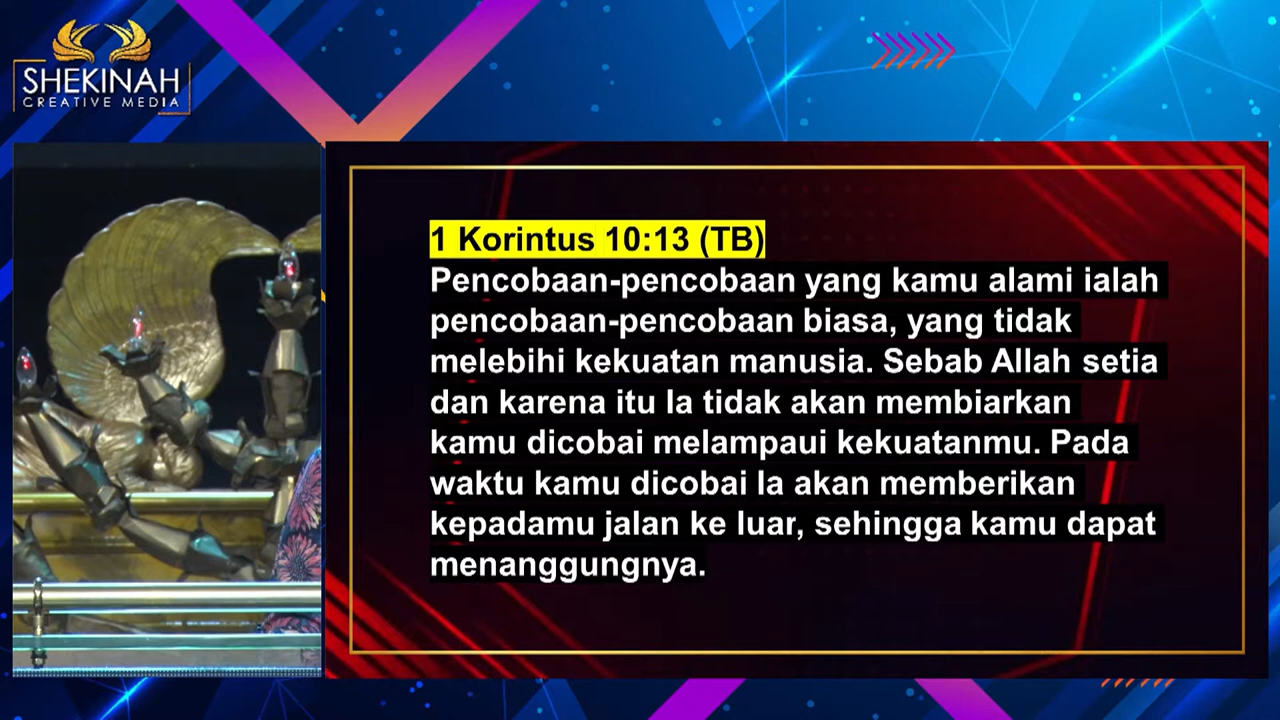 SHEKINAH
CREATIVE MEDIA
1 Korintus 10:13 (TB)
Pencobaan-pencobaan yang kamu alami ialah
pencobaan-pencobaan biasa, yang tidak
melebihi kekuatan manusia. Sebab Allah setia
dan karena itu Ia tidak akan membiarkan
kamu dicobai melampaui kekuatanmu. Pada
waktu kamu dicobai Ia akan memberikan
kepadamu jalan ke luar, sehingga kamu dapat
menanggungnya.